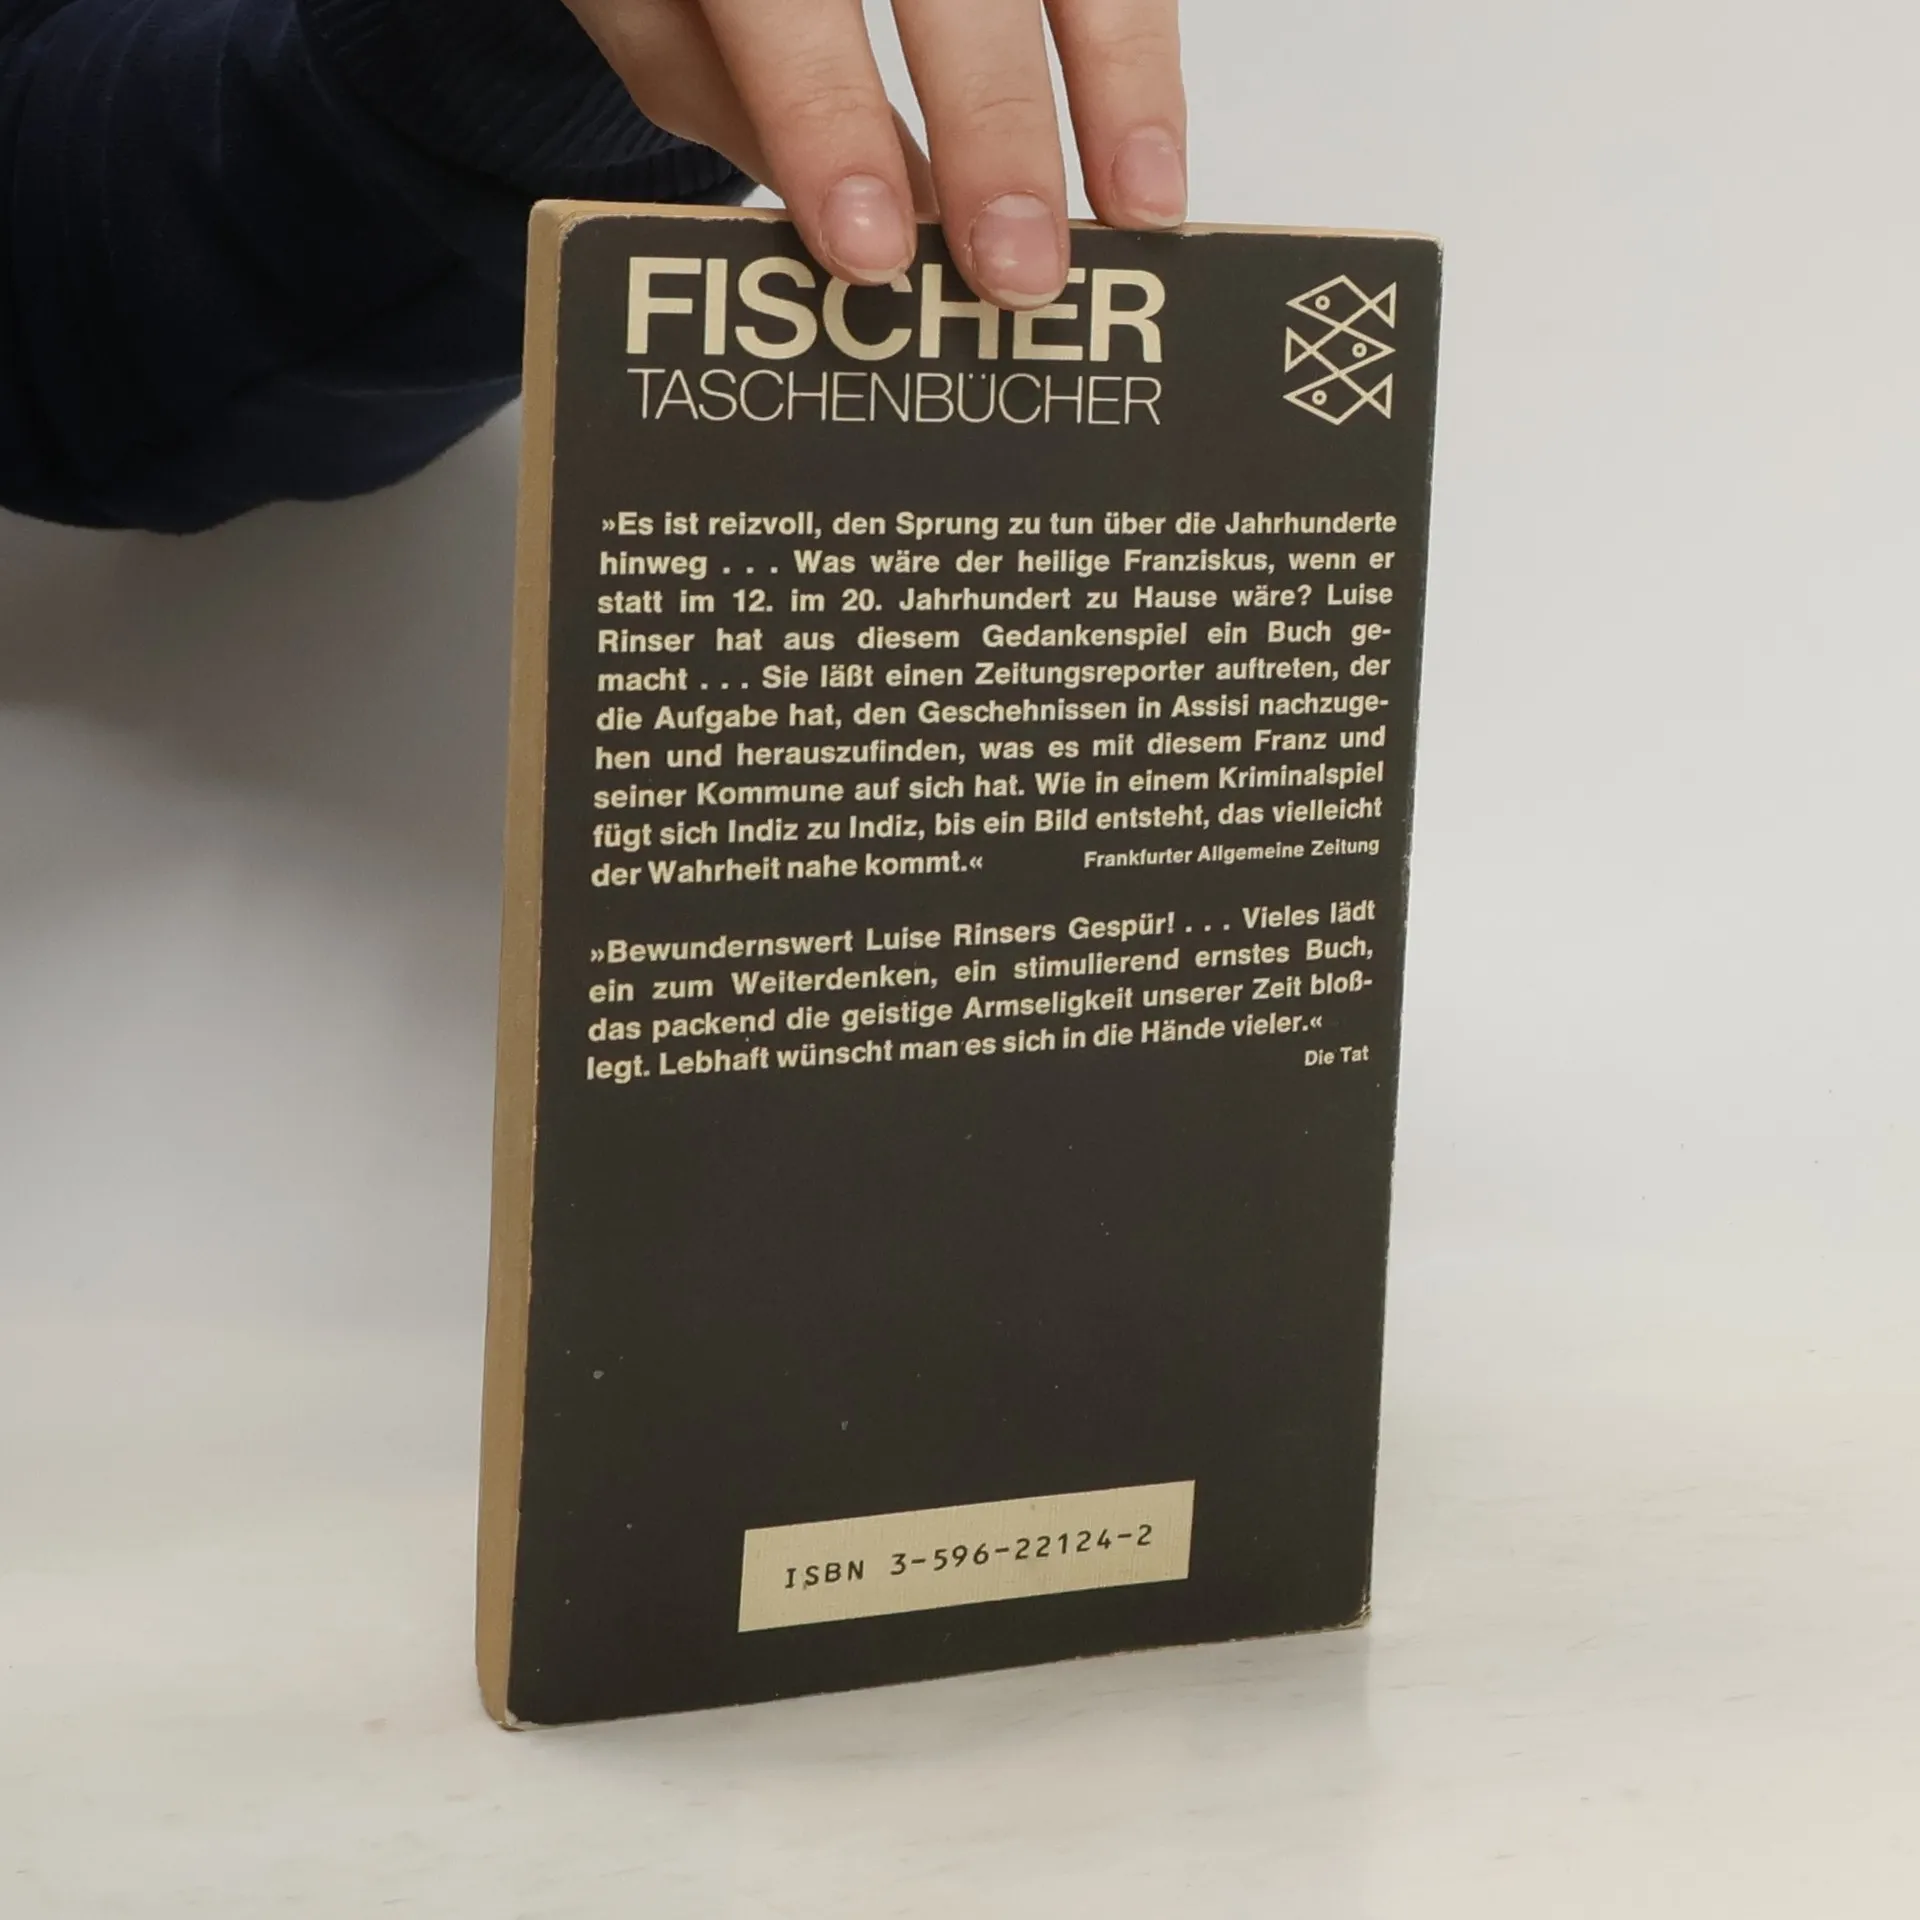 FISCHER
TASCHENBÜCHER
»Es ist reizvoll, den Sprung zu tun über die Jahrhunderte
hinweg . . . Was wäre der heilige Franziskus, wenn er
statt im 12. im 20. Jahrhundert zu Hause wäre? Luise
Rinser hat aus diesem Gedankenspiel ein Buch ge-
macht . . . Sie läßt einen Zeitungsreporter auftreten, der
die Aufgabe hat, den Geschehnissen in Assisi nachzuge-
hen und herauszufinden, was es mit diesem Franz und
seiner Kommune auf sich hat. Wie in einem Kriminalspiel
fügt sich Indiz zu Indiz, bis ein Bild entsteht, das vielleicht
der Wahrheit nahe kommt.« Frankfurter Allgemeine Zeitung
»Bewundernswert Luise Rinsers Gespür! . . . Vieles lädt
ein zum Weiterdenken, ein stimulierend ernstes Buch,
das packend die geistige Armseligkeit unserer Zeit bloß-
legt. Lebhaft wünscht man es sich in die Hände vieler.«
Die Tat
ISBN 3-596-22124-2